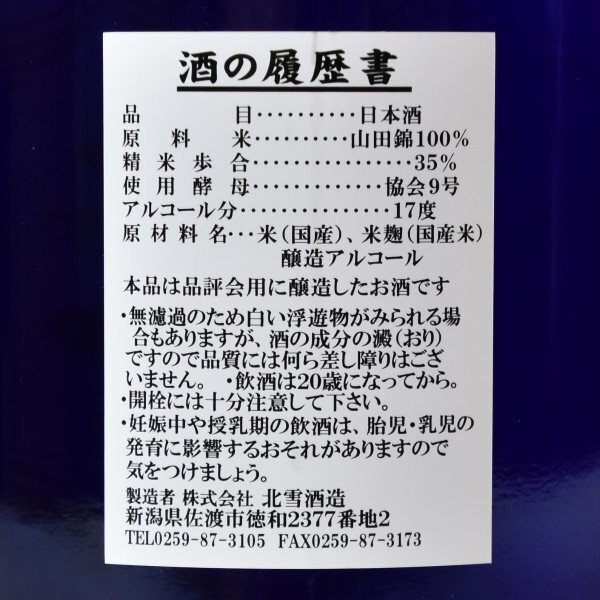 酒の履歴書
品目··········日本酒
原料米··········山田錦100%
精米歩合················35%
使用酵母·············協会9号
アルコール分···············17度
原材料名···米(国産)、米麹(国産米)
醸造アルコール
本品は品評会用に醸造したお酒です
・無濾過のため白い浮遊物がみられる場
合もありますが、酒の成分の澱(おり)
ですので品質には何ら差し障りはござ
いません。 ・飲酒は20歳になってから。
・開栓には十分注意して下さい。
・妊娠中や授乳期の飲酒は、胎児・乳児の
発育に影響するおそれがありますので
気をつけましょう。
製造者 株式会社 北雪酒造
新潟県佐渡市徳和2377番地2
TEL0259-87-3105 FAX0259-87-3173